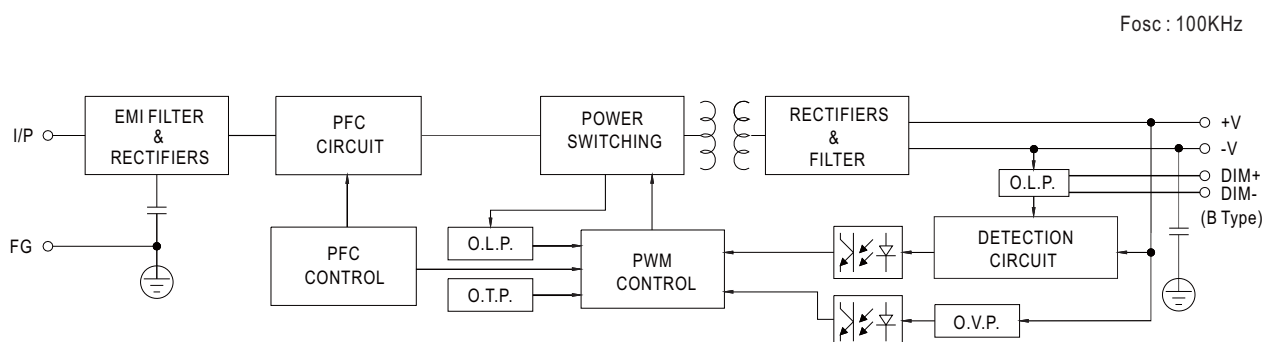 Fosc : 100KHz
I/P
EMI FILTER
&
RECTIFIERS
PFC
CIRCUIT
POWER
SWITCHING
RECTIFIERS
&
FILTER
+V
-V
DIM+
DIM-
(B Type)
O.L.P.
FG
PFC
CONTROL
O.L.P.
O.T.P.
PWM
CONTROL
DETECTION
CIRCUIT
O.V.P.